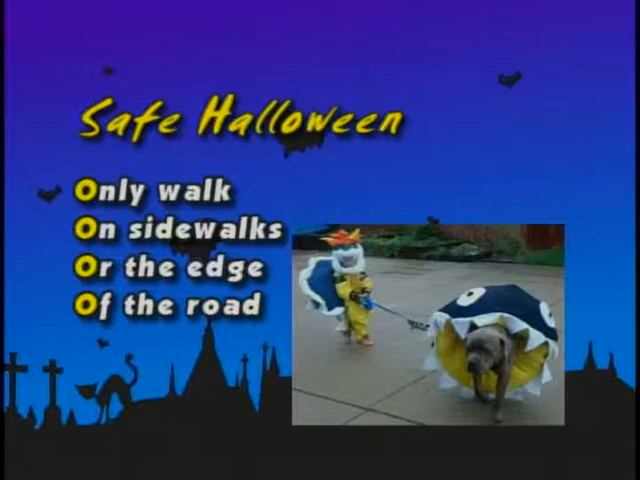 Safe Halloween
Only walk
On sidewalks
Or the edge
Of the road